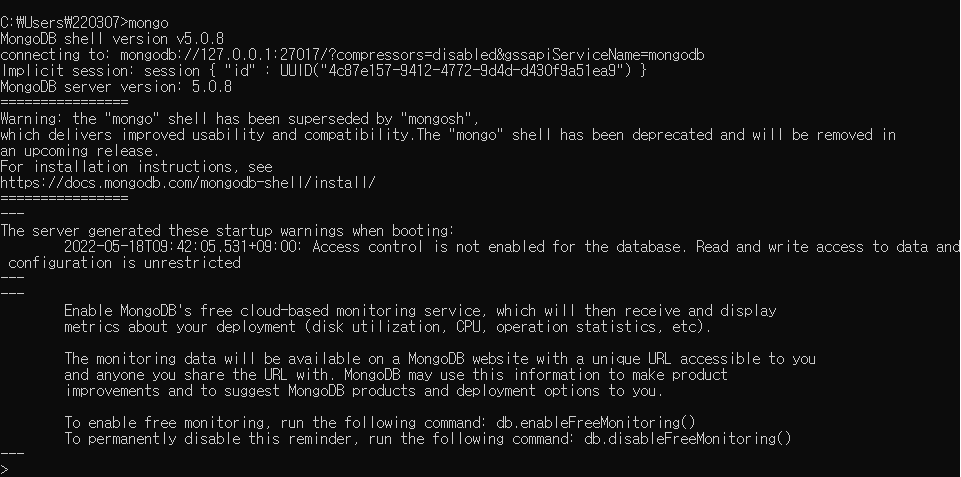 C:₩Users₩220307>mongo
MongoDB shell version v5.0.8
connecting to: mongodb://127.0.0.1:27017/?compressors=disabled&gssapiServiceName=mongodb
Implicit session: session { "id" : UUID("4c87e157-9412-4772-9d4d-d430f9a51ea9") }
MongoDB server version: 5.0.8
================
Warning: the "mongo" shell has been superseded by "mongosh",
which delivers improved usability and compatibility.The "mongo" shell has been deprecated and will be removed in
an upcoming release.
For installation instructions, see
https://docs.mongodb.com/mongodb-shell/install/
================
---
The server generated these startup warnings when booting:
        2022-05-18T09:42:05.531+09:00: Access control is not enabled for the database. Read and write access to data and
 configuration is unrestricted
---
---
        Enable MongoDB's free cloud-based monitoring service, which will then receive and display
        metrics about your deployment (disk utilization, CPU, operation statistics, etc).

        The monitoring data will be available on a MongoDB website with a unique URL accessible to you
        and anyone you share the URL with. MongoDB may use this information to make product
        improvements and to suggest MongoDB products and deployment options to you.

        To enable free monitoring, run the following command: db.enableFreeMonitoring()
        To permanently disable this reminder, run the following command: db.disableFreeMonitoring()
---
>